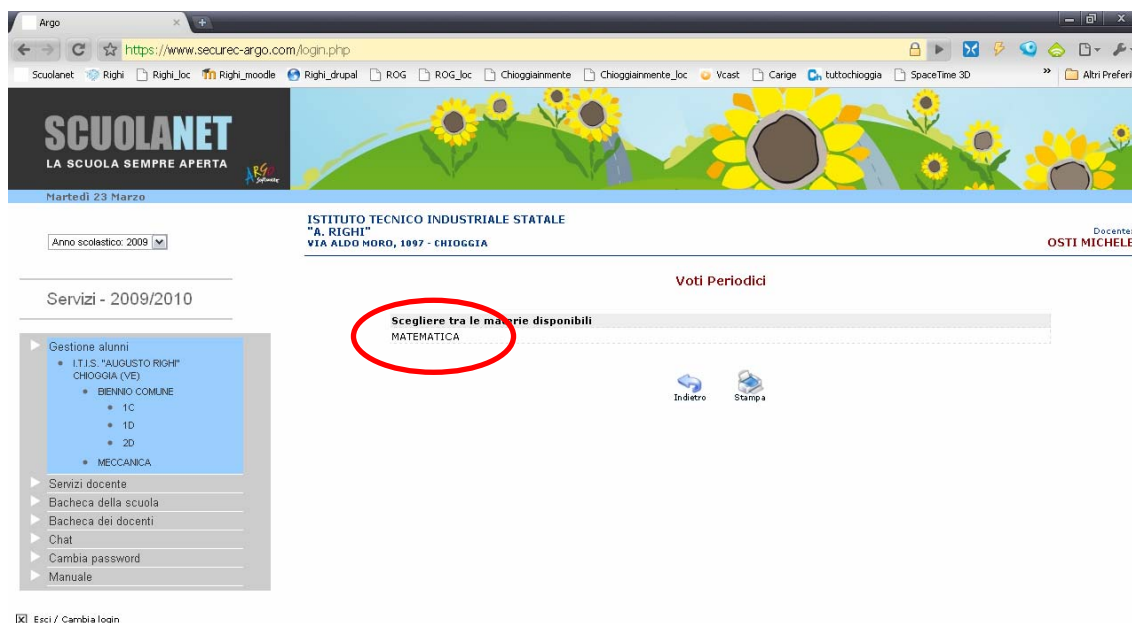 Argo
https://www.securec-argo.com/login.php
Scuolanet Righi Righi_loc Righi_moodle Righi_drupal ROG ROG_loc Chioggiainmente Chioggiainmente_loc Vcast Carige tuttochioggia SpaceTime 3D » Altri Preferi
SCUOLANET
LA SCUOLA SEMPRE APERTA
ARGO
Software
Martedì 23 Marzo
ISTITUTO TECNICO INDUSTRIALE STATALE
"A. RIGHI"
VIA ALDO MORO, 1097 - CHIOGGIA
Anno scolastico: 2009
Docente:
OSTI MICHELE
Voti Periodici
Servizi - 2009/2010
Scegliere tra le materie disponibili
MATEMATICA
Indietro
Stampa
Gestione alunni
I.T.I.S. "AUGUSTO RIGHI"
CHIOGGIA (VE)
BIENNIO COMUNE
1C
1D
2D
MECCANICA
Servizi docente
Bacheca della scuola
Bacheca dei docenti
Chat
Cambia password
Manuale
Esci / Cambia login